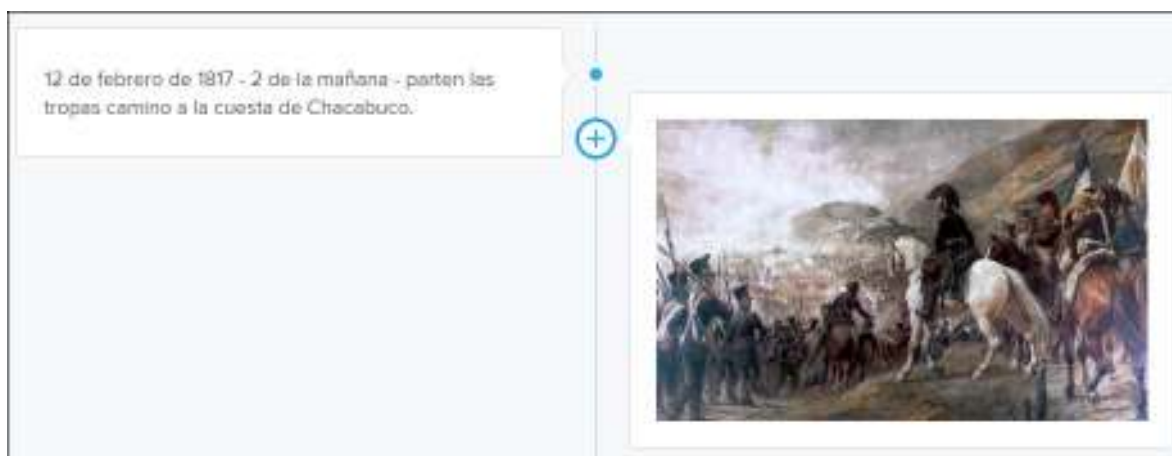 12 de febrero de 1817 - 2 de la mañana - parten las
tropas camino a la cuesta de Chacabuco.